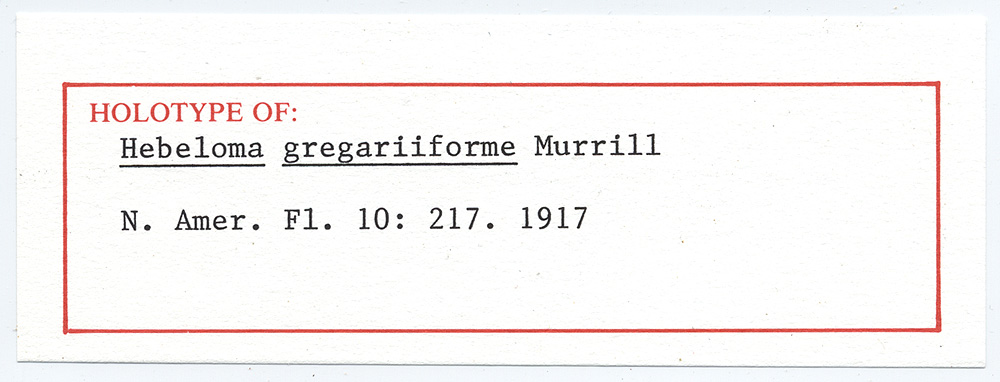 HOLOTYPE OF:
Hebeloma gregariiforme Murrill
N. Amer. Fl. 10: 217. 1917